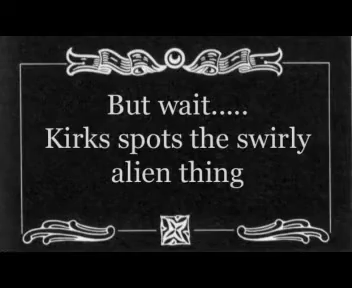 But wait.....
Kirks spots the swirly
alien thing